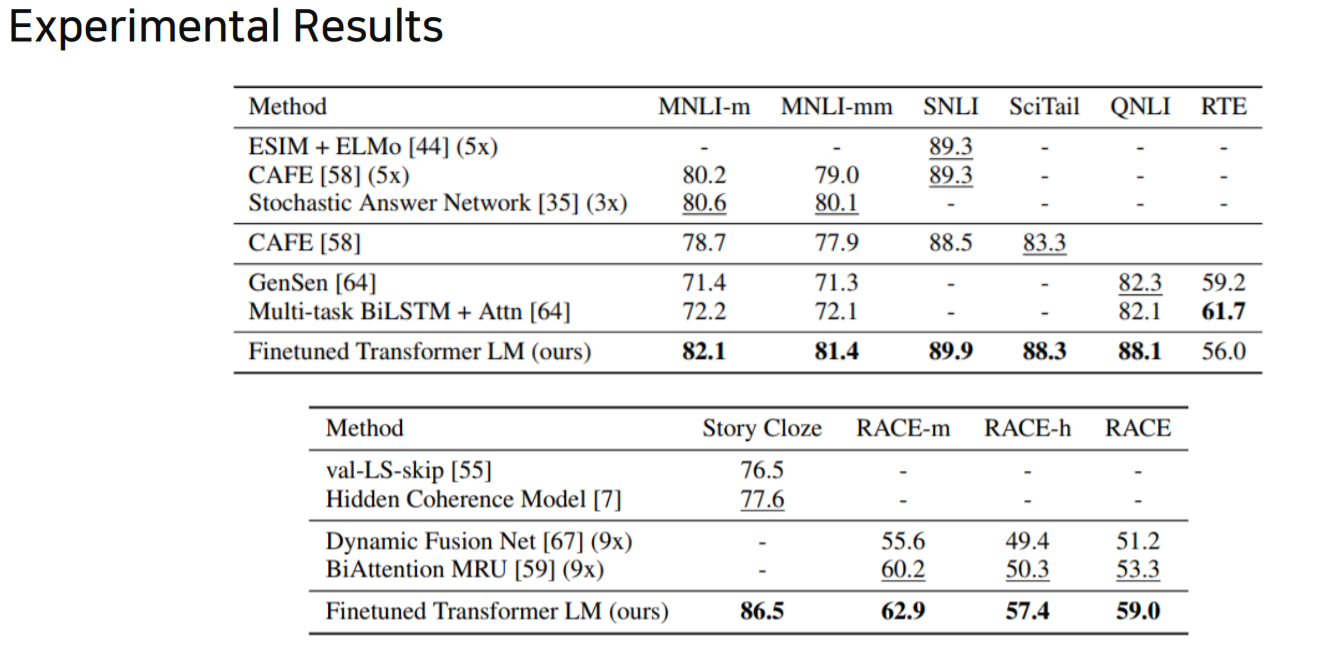 Experimental Results
Method MNLI-m MNLI-mm SNLI SciTail QNLI RTE
ESIM + ELMo [44] (5x) - - 89.3 - - -
CAFE [58] (5x) 80.2 79.0 89.3 - - -
Stochastic Answer Network [35] (3x) 80.6 80.1 - - - -
CAFE [58] 78.7 77.9 88.5 83.3
GenSen [64] 71.4 71.3 - - 82.3 59.2
Multi-task BiLSTM + Attn [64] 72.2 72.1 - - 82.1 61.7
Finetuned Transformer LM (ours) 82.1 81.4 89.9 88.3 88.1 56.0
Method Story Cloze RACE-m RACE-h RACE
val-LS-skip [55] 76.5 - - -
Hidden Coherence Model [7] 77.6 - - -
Dynamic Fusion Net [67] (9x) - 55.6 49.4 51.2
BiAttention MRU [59] (9x) - 60.2 50.3 53.3
Finetuned Transformer LM (ours) 86.5 62.9 57.4 59.0